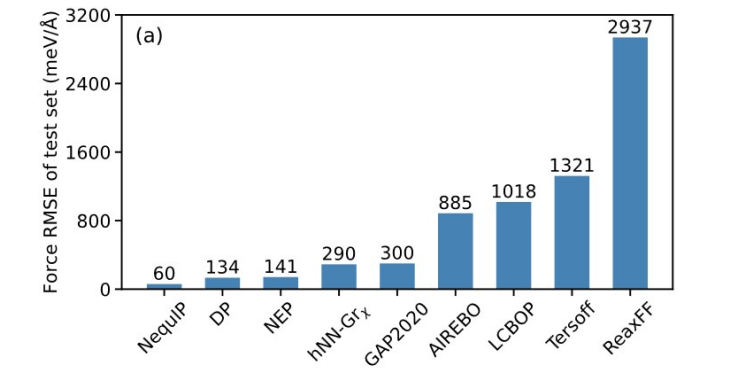 (a)
Force RMSE of test set (meV/Å)
3200
2400
1600
800
0
60
134
141
290
300
885
1018
1321
2937
NequIP
DP
NEP
hNN-Grᵪ
GAP2020
AIREBO
LCBOP
Tersoff
ReaxFF